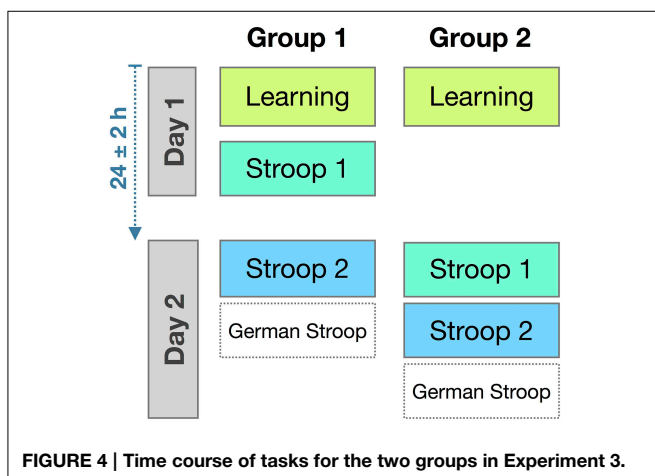 Group 1 Group 2
Day 1
24 ± 2 h
Learning Learning
Stroop 1
Day 2
Stroop 2 Stroop 1
German Stroop Stroop 2
German Stroop
FIGURE 4 | Time course of tasks for the two groups in Experiment 3.